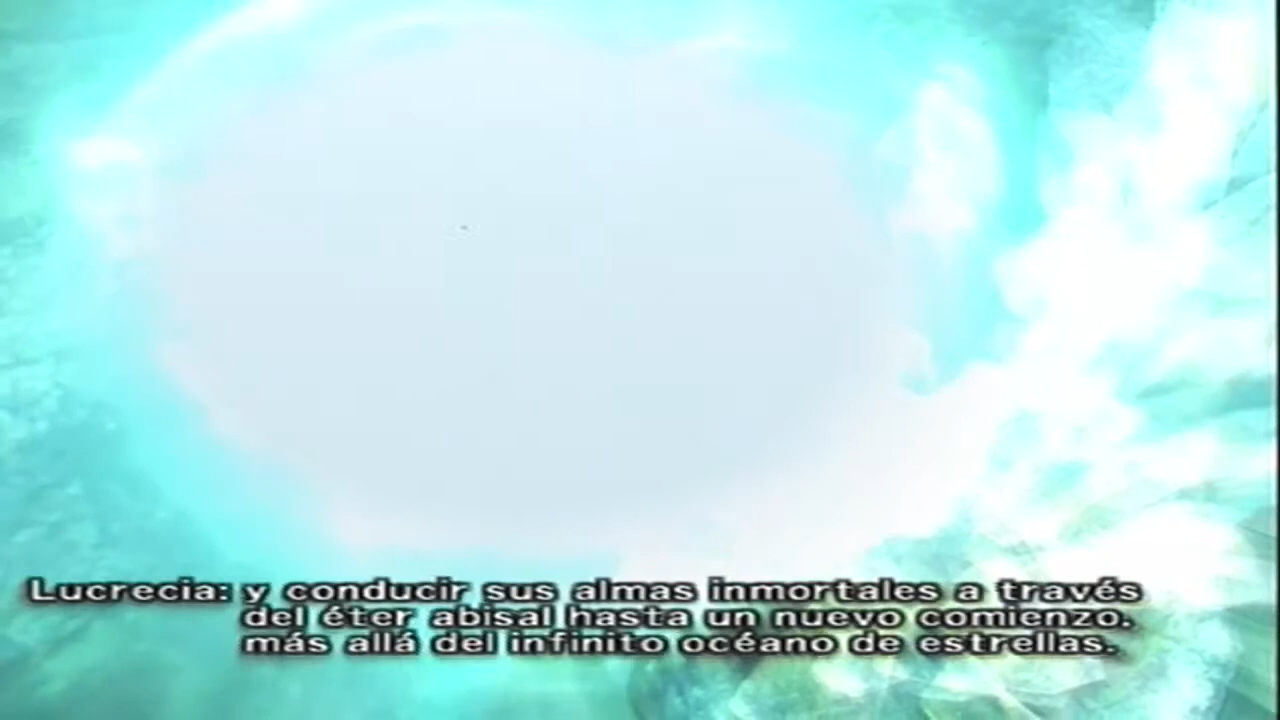 Lucrecia: y conducir sus almas inmortales a través
del éter abisal hasta un nuevo comienzo,
más allá del infinito océano de estrellas.